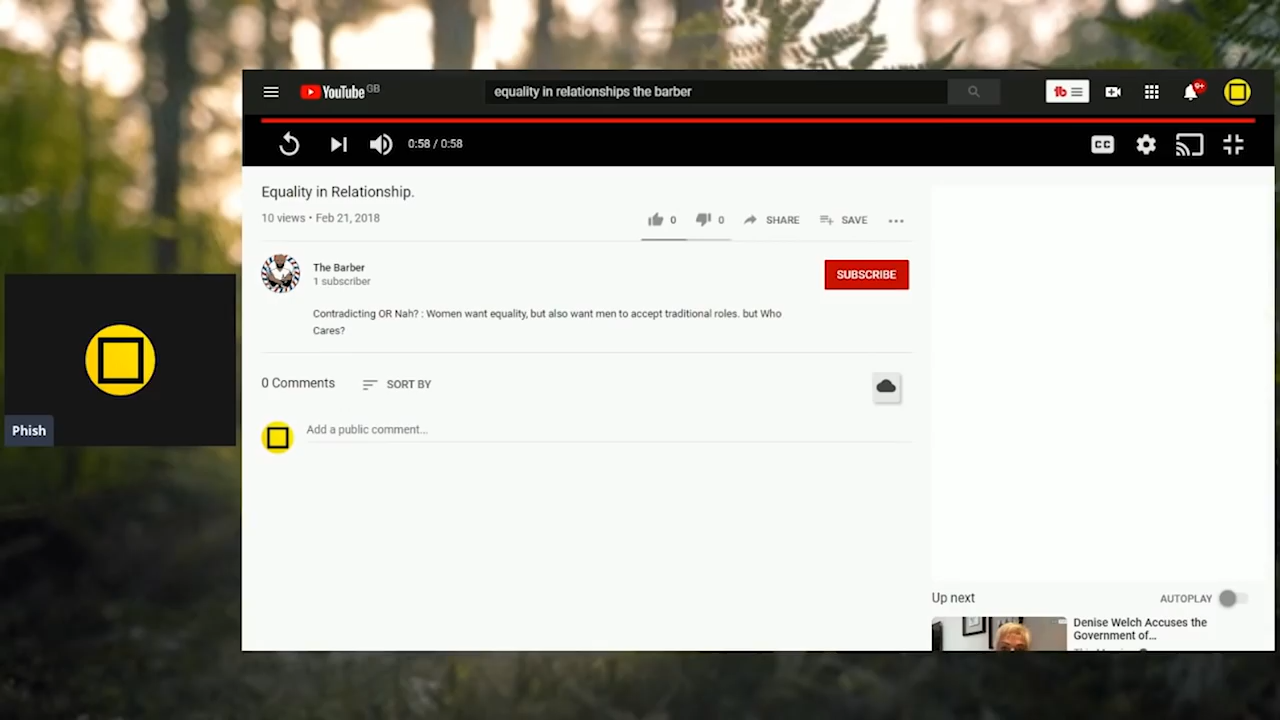 YouTube GB
equality in relationships the barber
9+
0:58 / 0:58
CC
Equality in Relationship.
10 views • Feb 21, 2018
0
0
SHARE
SAVE
The Barber
1 subscriber
SUBSCRIBE
Contradicting OR Nah? : Women want equality, but also want men to accept traditional roles. but Who
Cares?
0 Comments
SORT BY
Add a public comment...
Phish
Up next
AUTOPLAY
Denise Welch Accuses the
Government of...